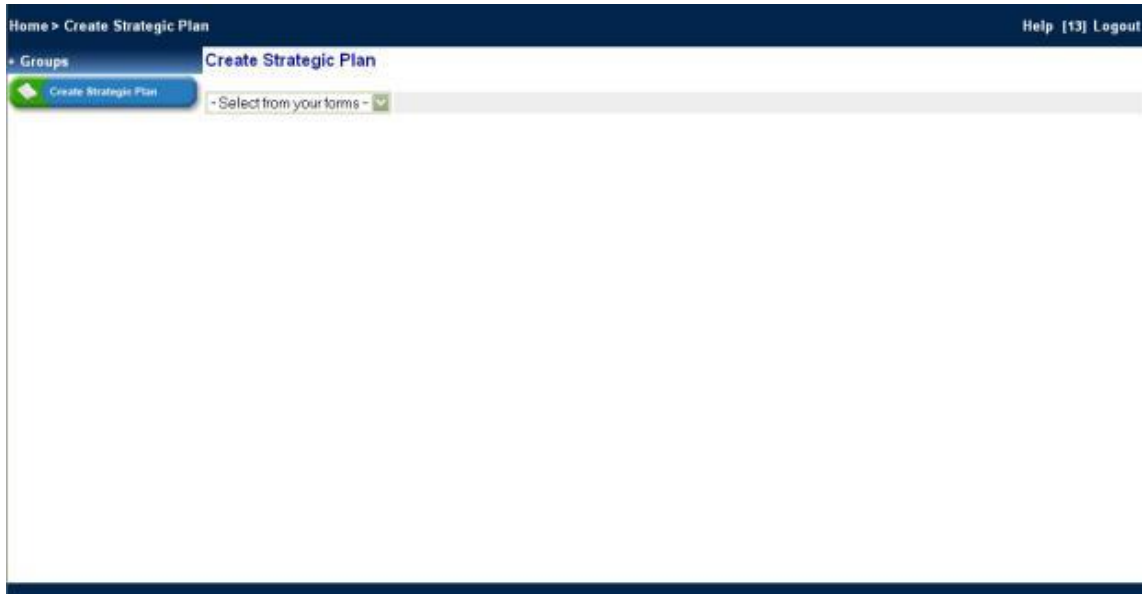 Home > Create Strategic Plan
Help [13] Logout
Groups
Create Strategic Plan
Create Strategic Plan
- Select from your forms -